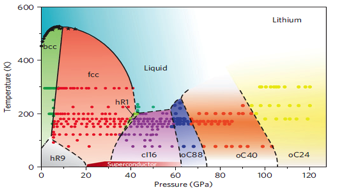 600
Lithium
bcc
fcc
Liquid
400
Temperature (K)
hR1
200
hR9
cI16
oC88
oC40
oC24
Superconductor
0
0
20
40
60
80
100
120
Pressure (GPa)